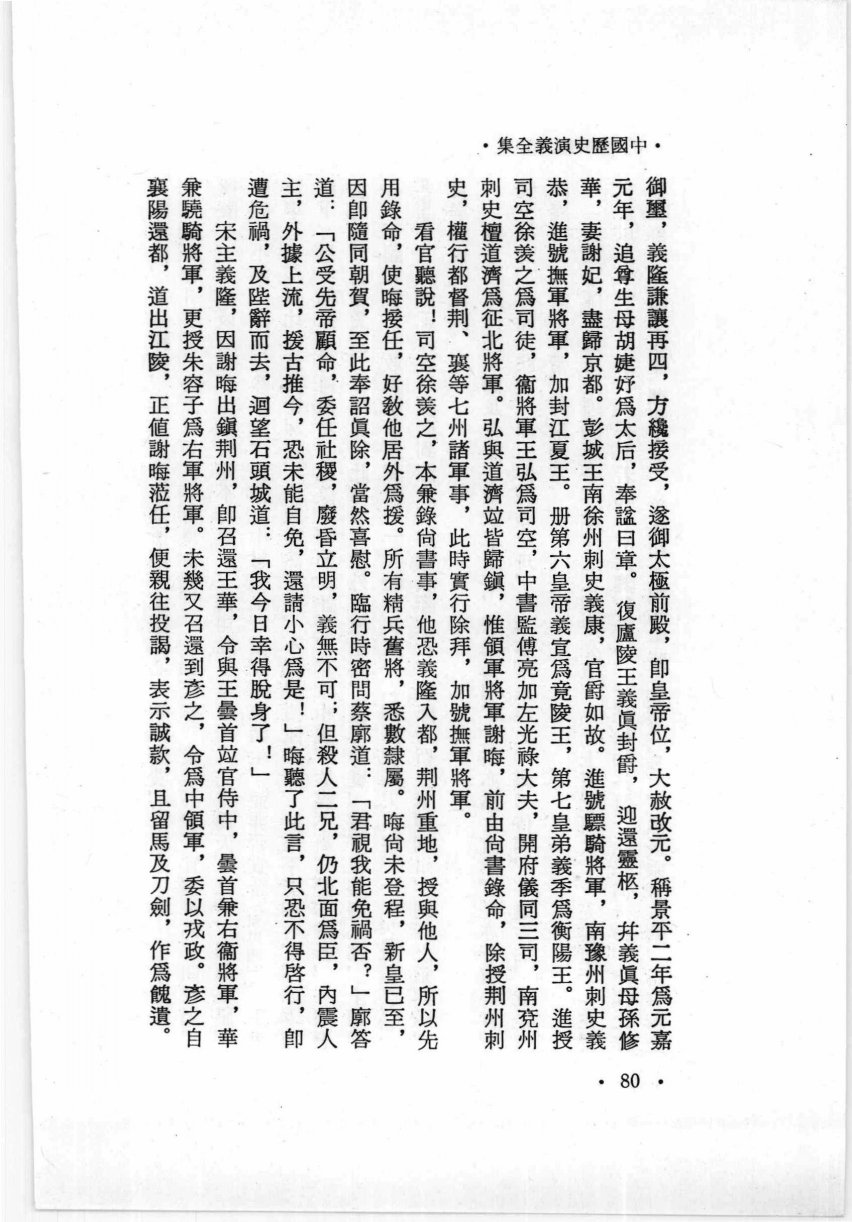 •中國歷史演義全集•
御璽，義隆謙讓再四，方纔接受，遂御太極前殿，卽皇帝位，大赦改元。稱景平二年爲元嘉
元年，追尊生母胡婕妤爲太后，奉諡曰章。復廬陵王義眞封爵，迎還靈柩，幷義眞母孫修
華，妻謝妃，盡歸京都。彭城王南徐州刺史義康，官爵如故。進號驃騎將軍，南豫州刺史義
恭，進號撫軍將軍，加封江夏王。册第六皇帝義宣爲竟陵王，第七皇弟義季爲衡陽王。進授
司空徐羨之爲司徒，衞將軍王弘爲司空，中書監傅亮加左光祿大夫，開府儀同三司，南兗州
刺史檀道濟爲征北將軍。弘與道濟竝皆歸鎭，惟領軍將軍謝晦，前由尙書錄命，除授荆州刺
史，權行都督荆、襄等七州諸軍事，此時實行除拜，加號撫軍將軍。
看官聽說！司空徐羨之，本兼錄尙書事，他恐義隆入都，荆州重地，授與他人，所以先
用錄命，使晦接任，好敎他居外爲援。所有精兵舊將，悉數隸屬。晦尙未登程，新皇已至，
因卽隨同朝賀，至此奉詔眞除，當然喜慰。臨行時密問蔡廓道：「君視我能免禍否？」廓答
道：「公受先帝顧命，委任社稷，廢昏立明，義無不可；但殺人二兄，仍北面爲臣，內震人
主，外據上流，援古推今，恐未能自免，還請小心爲是！」晦聽了此言，只恐不得啓行，卽
遭危禍，及陛辭而去，迴望石頭城道：「我今日幸得脫身了！」
宋主義隆，因謝晦出鎭荆州，卽召還王華，令與王曇首竝官侍中，曇首兼右衞將軍，華
兼驍騎將軍，更授朱容子爲右軍將軍。未幾又召還到彥之，令爲中領軍，委以戎政。彥之自
襄陽還都，道出江陵，正値謝晦蒞任，便親往投謁，表示誠款，且留馬及刀劍，作爲餽遺。
• 80 •